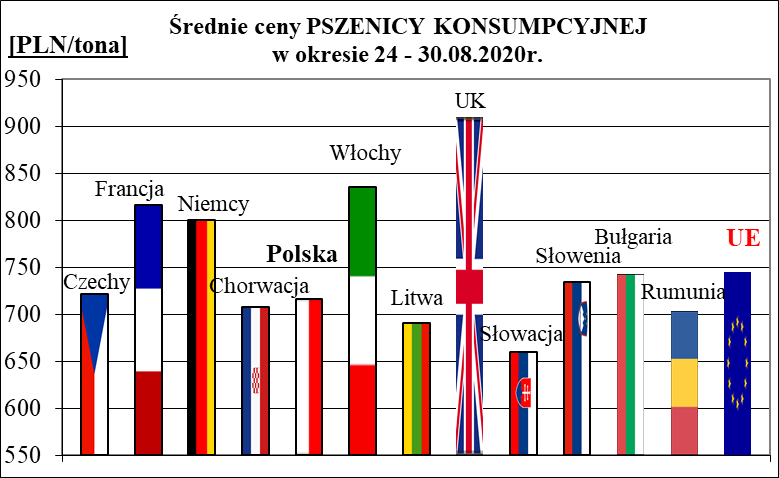 Średnie ceny PSZENICY KONSUMPCYJNEJ
w okresie 24 - 30.08.2020r.
[PLN/tona]
950
900
850
800
750
700
650
600
550
Czechy
Francja
Niemcy
Chorwacja
Polska
Włochy
Litwa
UK
Słowacja
Słowenia
Bułgaria
Rumunia
UE